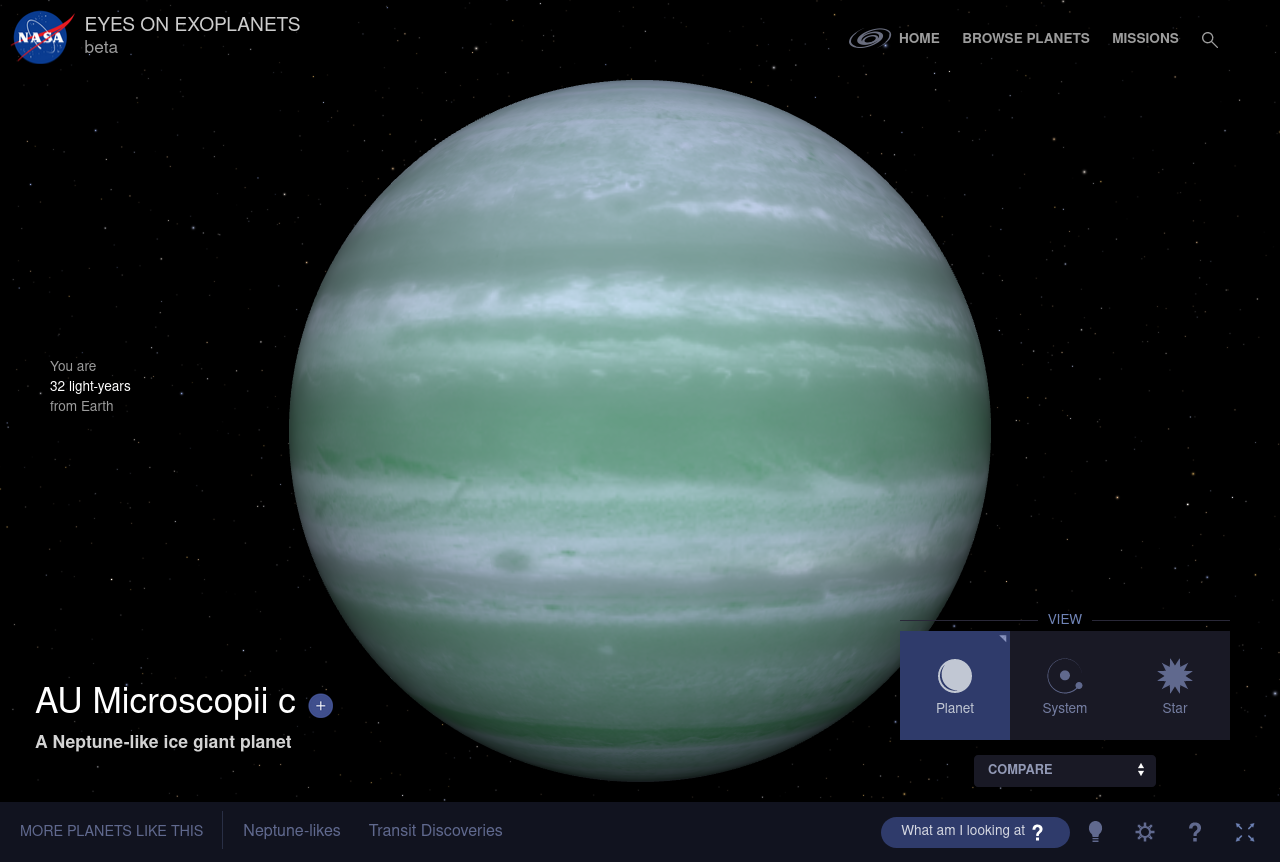 NASA
EYES ON EXOPLANETS
beta
HOME
BROWSE PLANETS
MISSIONS
You are
32 light-years
from Earth
AU Microscopii c +
A Neptune-like ice giant planet
VIEW
Planet
System
Star
COMPARE
MORE PLANETS LIKE THIS
Neptune-likes
Transit Discoveries
What am I looking at ?
?